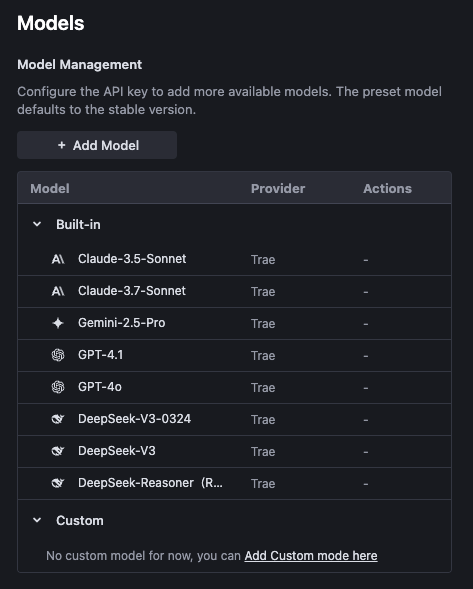 Models
Model Management
Configure the API key to add more available models. The preset model
defaults to the stable version.
+ Add Model
Model Provider Actions
Built-in
Claude-3.5-Sonnet Trae -
Claude-3.7-Sonnet Trae -
Gemini-2.5-Pro Trae -
GPT-4.1 Trae -
GPT-4o Trae -
DeepSeek-V3-0324 Trae -
DeepSeek-V3 Trae -
DeepSeek-Reasoner (R... Trae -
Custom
No custom model for now, you can Add Custom mode here